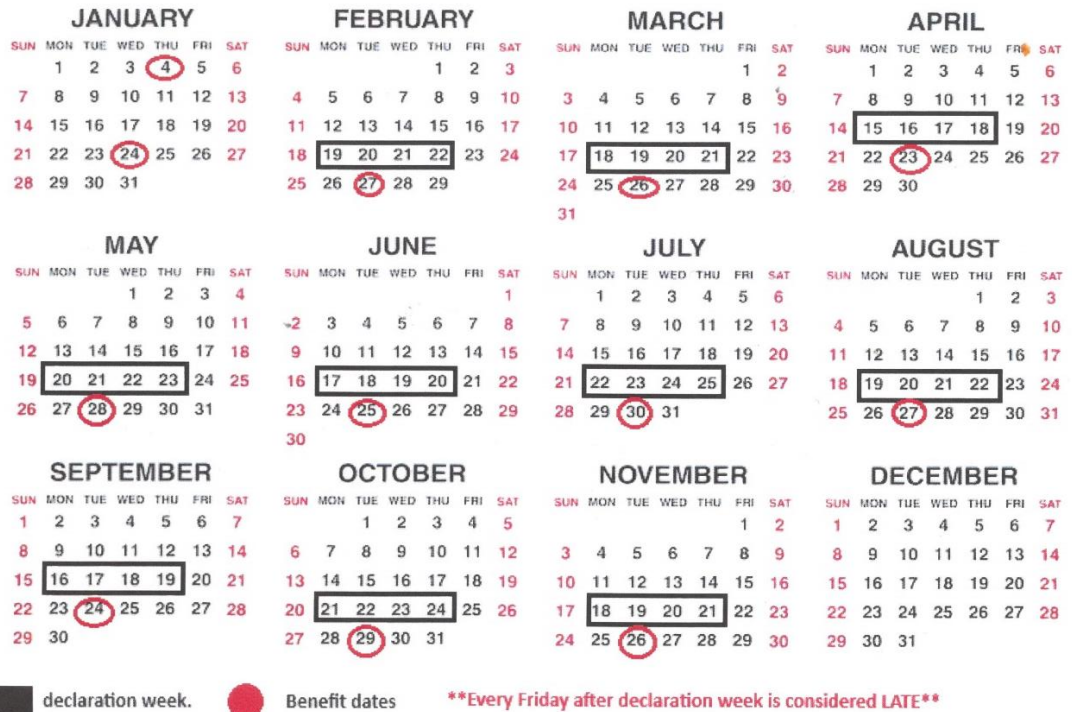 JANUARY FEBRUARY MARCH APRIL
SUN MON TUE WED THU FRI SAT SUN MON TUE WED THU FRI SAT SUN MON TUE WED THU FRI SAT SUN MON TUE WED THU FRI SAT
1 2 3 4 5 6 1 2 3 1 2 1 2 3 4 5 6
7 8 9 10 11 12 13 4 5 6 7 8 9 10 3 4 5 6 7 8 9 7 8 9 10 11 12 13
14 15 16 17 18 19 20 11 12 13 14 15 16 17 10 11 12 13 14 15 16 14 15 16 17 18 19 20
21 22 23 24 25 26 27 18 19 20 21 22 23 24 17 18 19 20 21 22 23 21 22 23 24 25 26 27
28 29 30 31 25 26 27 28 29 24 25 26 27 28 29 30 28 29 30
31
MAY JUNE JULY AUGUST
SUN MON TUE WED THU FRI SAT SUN MON TUE WED THU FRI SAT SUN MON TUE WED THU FRI SAT SUN MON TUE WED THU FRI SAT
1 2 3 4 1 1 2 3 4 5 6 1 2 3
5 6 7 8 9 10 11 2 3 4 5 6 7 8 7 8 9 10 11 12 13 4 5 6 7 8 9 10
12 13 14 15 16 17 18 9 10 11 12 13 14 15 14 15 16 17 18 19 20 11 12 13 14 15 16 17
19 20 21 22 23 24 25 16 17 18 19 20 21 22 21 22 23 24 25 26 27 18 19 20 21 22 23 24
26 27 28 29 30 31 23 24 25 26 27 28 29 28 29 30 31 25 26 27 28 29 30 31
30
SEPTEMBER OCTOBER NOVEMBER DECEMBER
SUN MON TUE WED THU FRI SAT SUN MON TUE WED THU FRI SAT SUN MON TUE WED THU FRI SAT SUN MON TUE WED THU FRI SAT
1 2 3 4 5 6 7 1 2 3 4 5 1 2 1 2 3 4 5 6 7
8 9 10 11 12 13 14 6 7 8 9 10 11 12 3 4 5 6 7 8 9 8 9 10 11 12 13 14
15 16 17 18 19 20 21 13 14 15 16 17 18 19 10 11 12 13 14 15 16 15 16 17 18 19 20 21
22 23 24 25 26 27 28 20 21 22 23 24 25 26 17 18 19 20 21 22 23 22 23 24 25 26 27 28
29 30 27 28 29 30 31 24 25 26 27 28 29 30 29 30 31
declaration week. Benefit dates **Every Friday after declaration week is considered LATE**